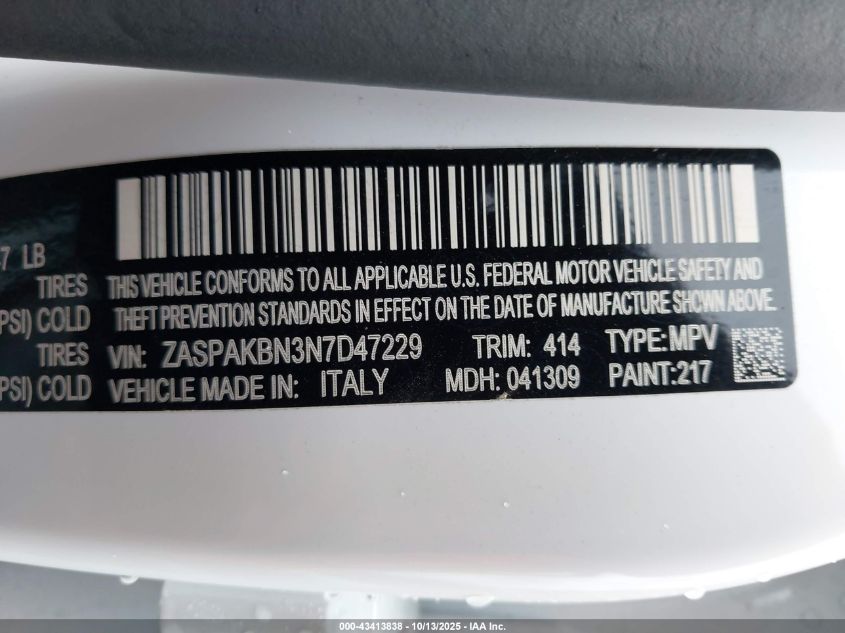 7 LB
TIRES
PSI) COLD
TIRES
PSI) COLD
THIS VEHICLE CONFORMS TO ALL APPLICABLE U.S. FEDERAL MOTOR VEHICLE SAFETY AND
THEFT PREVENTION STANDARDS IN EFFECT ON THE DATE OF MANUFACTURE SHOWN ABOVE.
VIN: ZASPAKBN3N7D47229 TRIM: 414 TYPE: MPV
VEHICLE MADE IN: ITALY MDH: 041309 PAINT:217
000-43413838 - 10/13/2025 - IAA Inc.